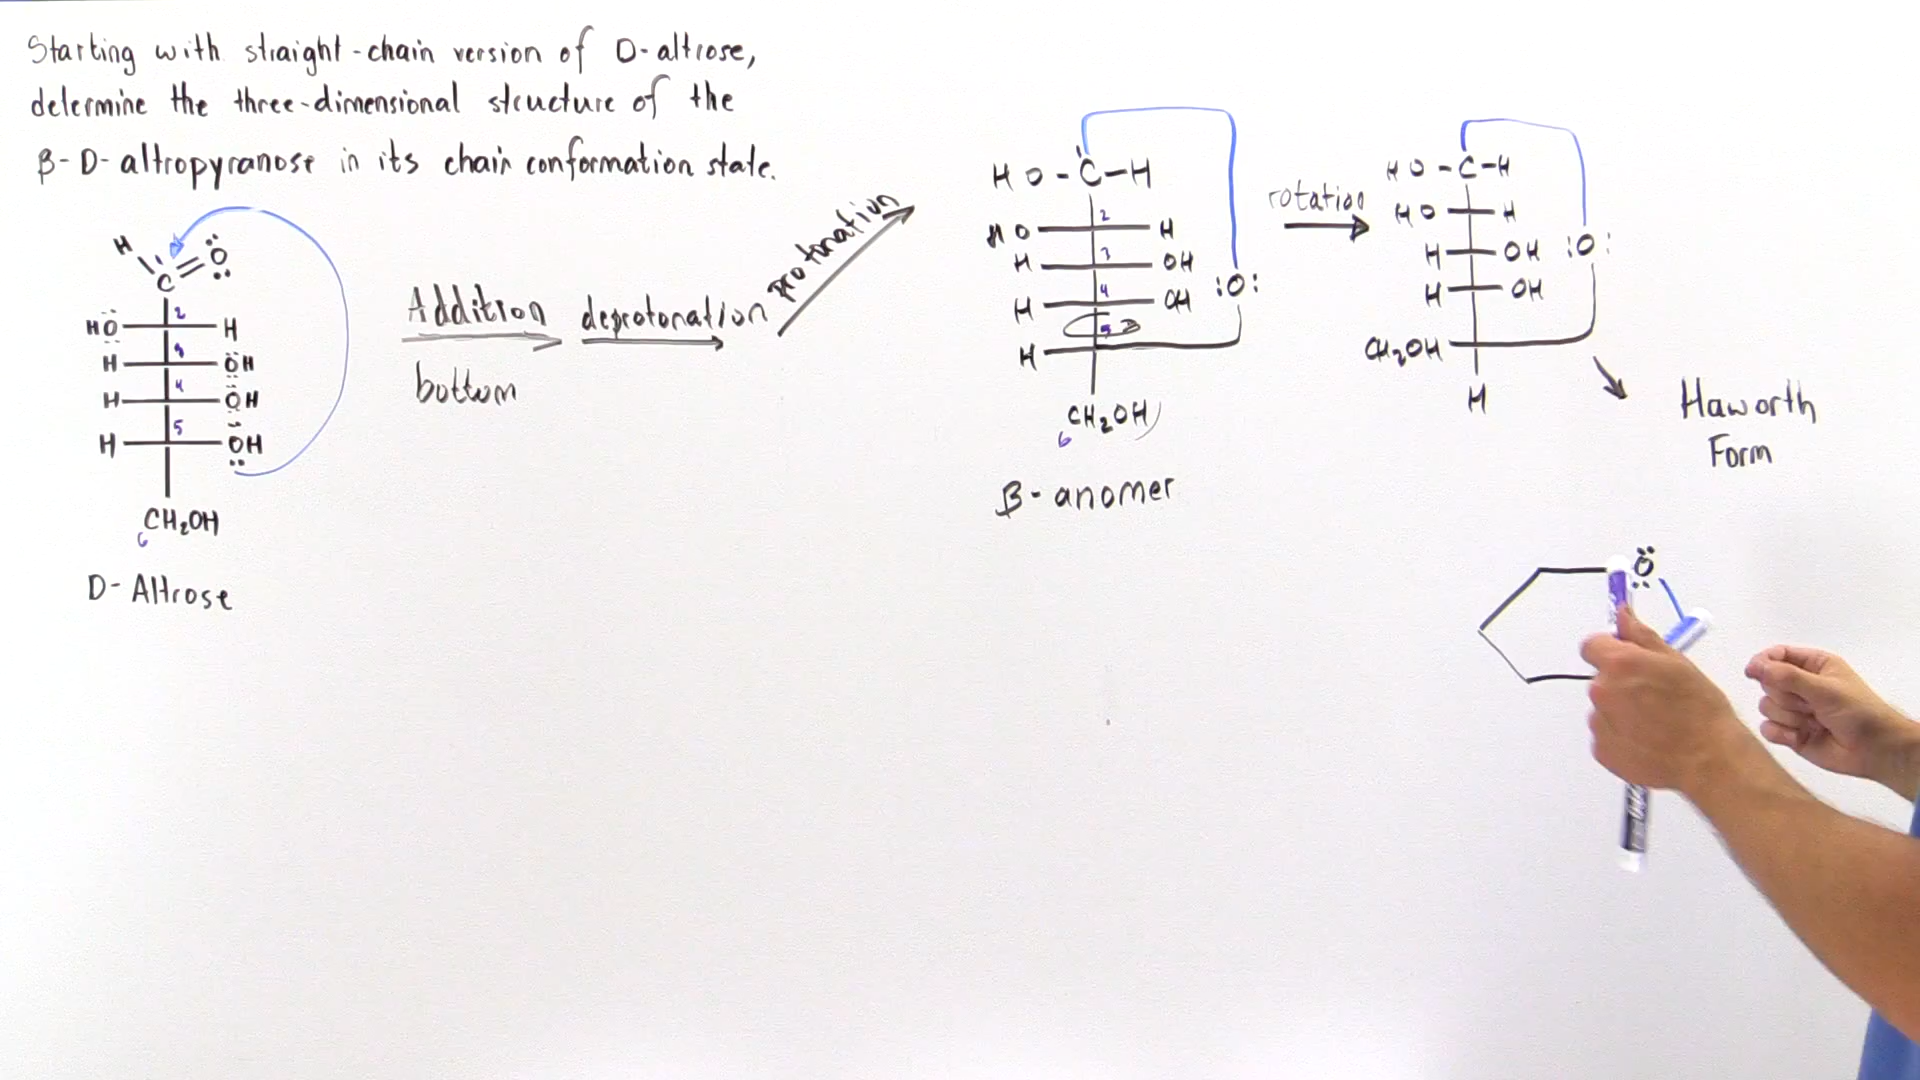 Starting with straight-chain version of D-altrose,
determine the three-dimensional structure of the
β-D-altropyranose in its chair conformation state.
H
C=O
2
HO H
3
H OH
4
H OH
5
H OH
CH₂OH
6
D-Altrose
Addition
bottom
deprotonation
protonation
1
HO-C-H
2
HO H
3
H OH
4
H OH
:O:
5
H
CH₂OH
6
β-anomer
rotation
HO-C-H
HO H
H OH
:O:
H OH
CH₂OH
H
Haworth
Form
O